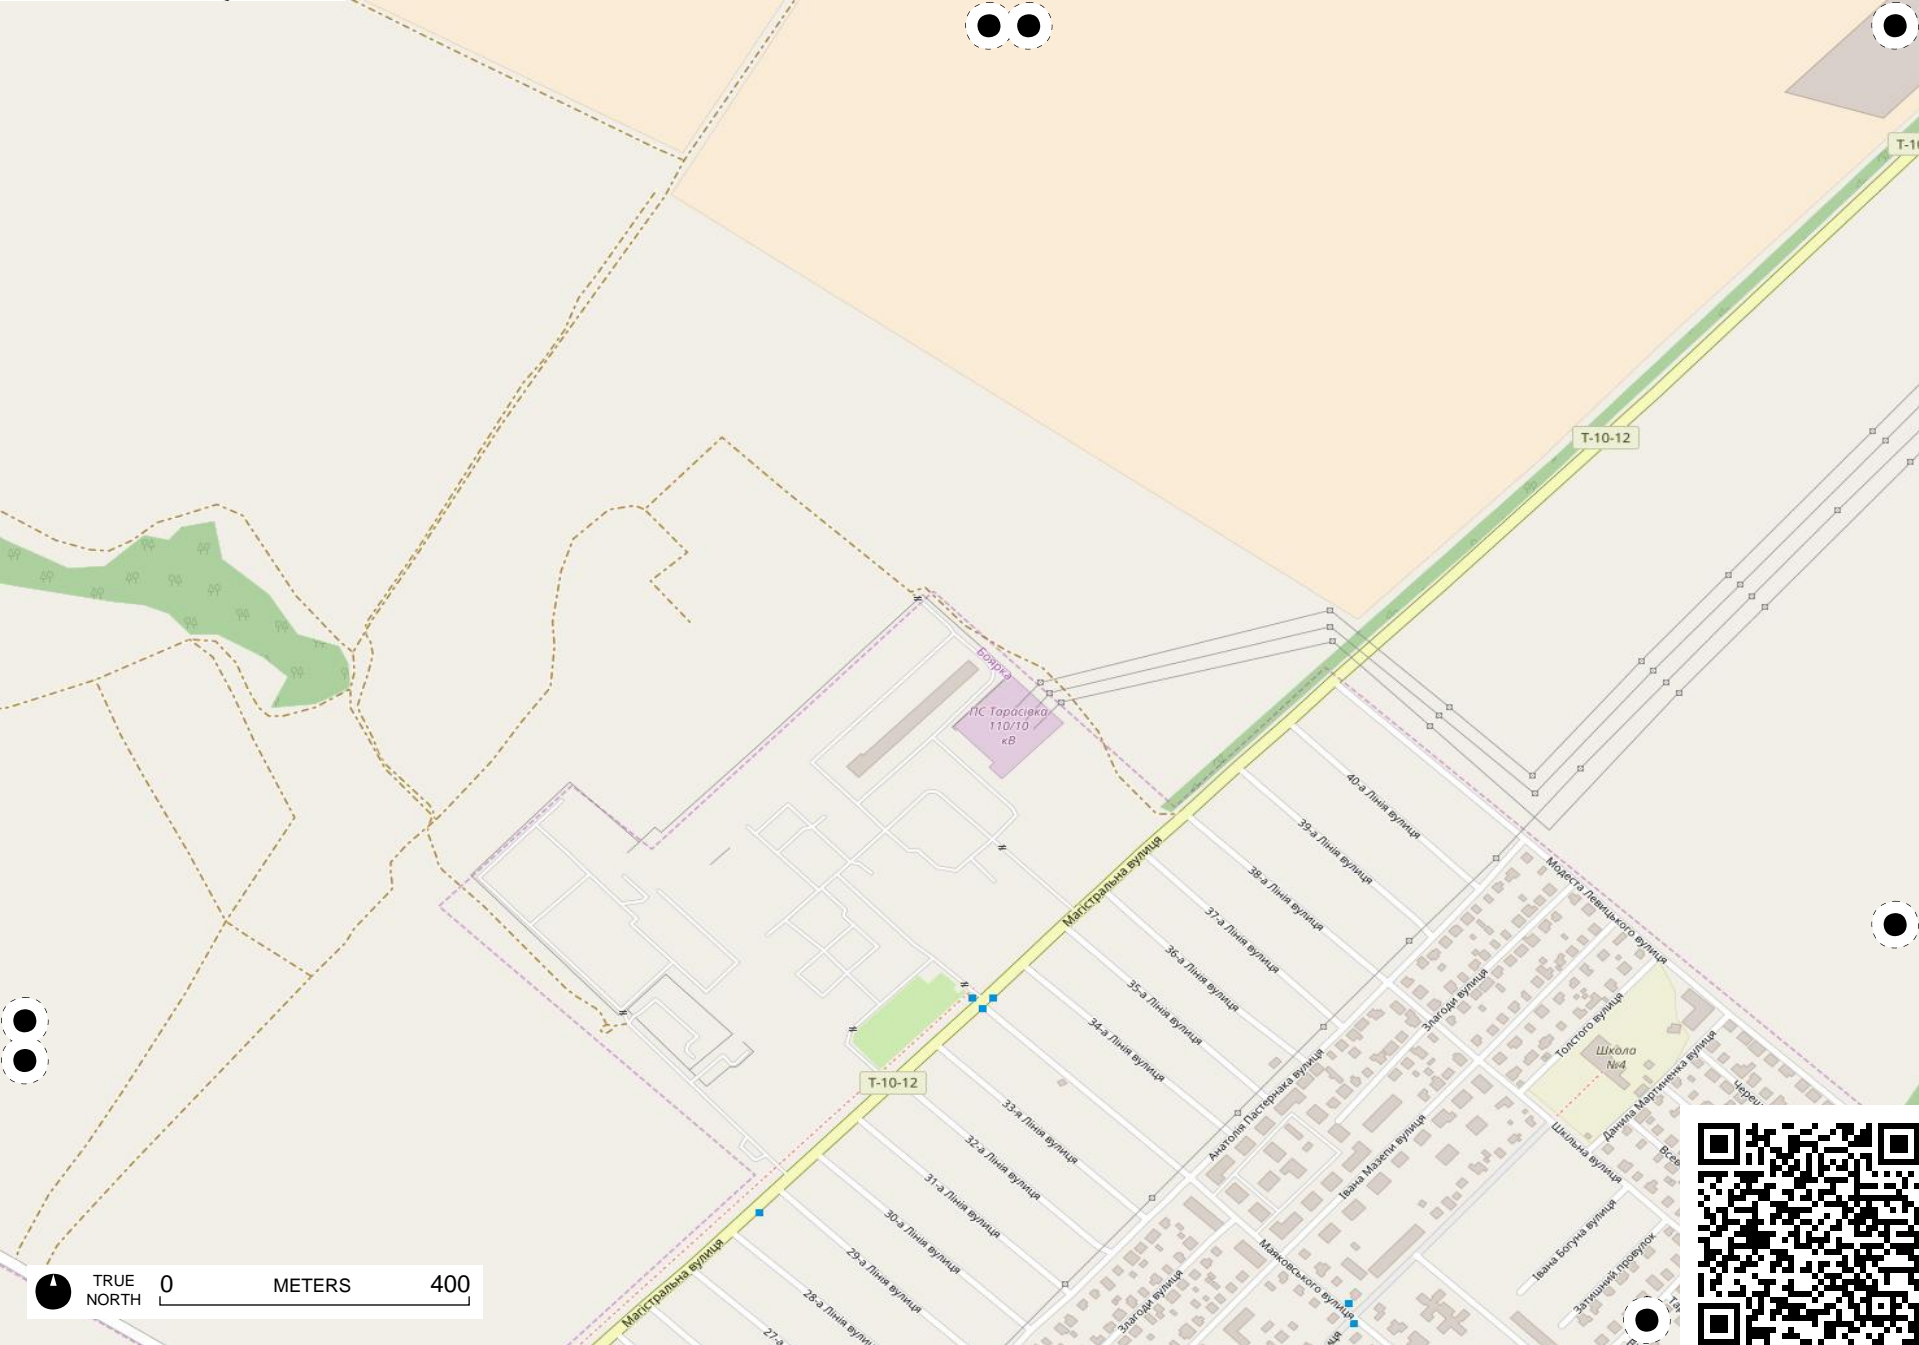 Т-10
Т-10-12
Боярка
ПС Тарасівка
110/10
кВ
40-а Лінія вулиця
39-а Лінія вулиця
38-а Лінія вулиця
37-а Лінія вулиця
36-а Лінія вулиця
35-а Лінія вулиця
34-а Лінія вулиця
33-я Лінія вулиця
32-а Лінія вулиця
31-а Лінія вулиця
30-а Лінія вулиця
29-а Лінія вулиця
28-а Лінія вулиця
27-а
Магістральна вулиця
Т-10-12
Магістральна вулиця
Модеста Левицького вулиця
Злагоди вулиця
Толстого вулиця
Школа
№4
Данила Мартиненка вулиця
Шкільна вулиця
Анатолія Пастернака вулиця
Івана Мазепи вулиця
Маяковського вулиця
Злагоди вулиця
Івана Богуна вулиця
Затишний провулок
TRUE
NORTH
0 METERS 400